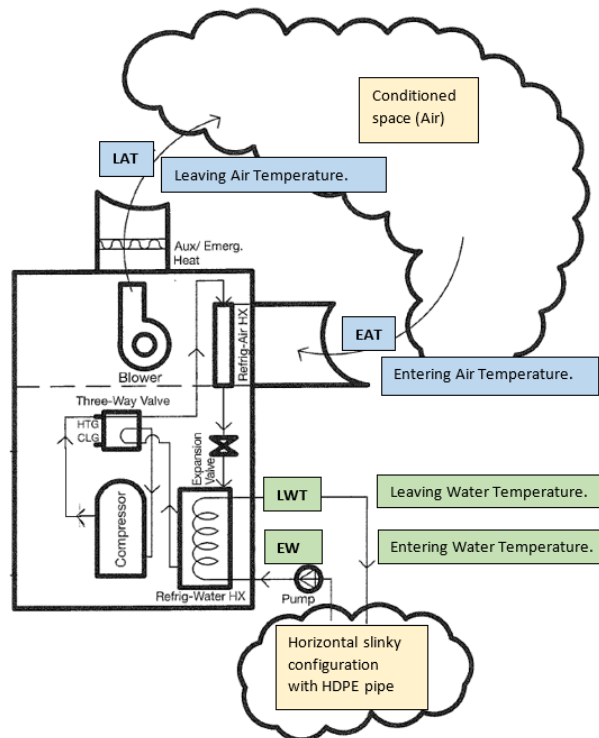 Conditioned
space (Air)
LAT
Leaving Air Temperature.
Aux/ Emerg.
Heat
Refrig-Air HX
EAT
Blower
Entering Air Temperature.
Three-Way Valve
HTG
CLG
Expansion
Valve
Compressor
LWT
Leaving Water Temperature.
EW
Entering Water Temperature.
Refrig-Water HX
Pump
Horizontal slinky
configuration
with HDPE pipe